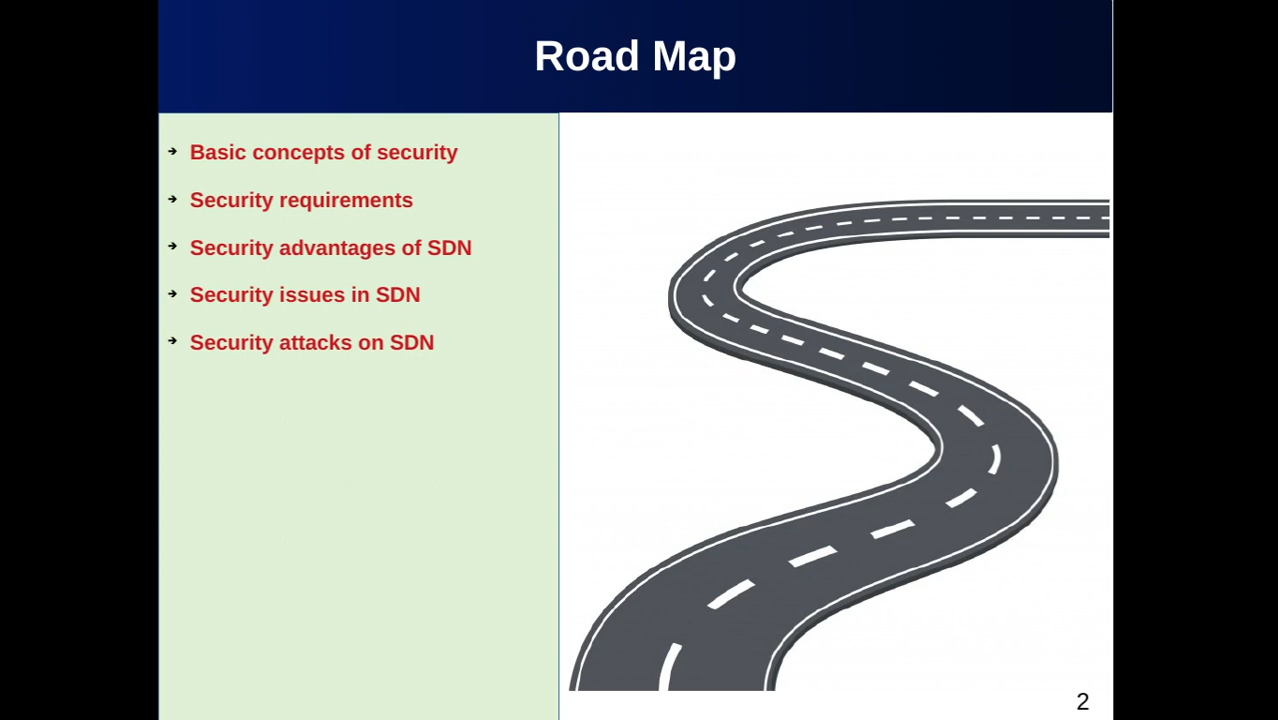 Road Map
Basic concepts of security
Security requirements
Security advantages of SDN
Security issues in SDN
Security attacks on SDN
2